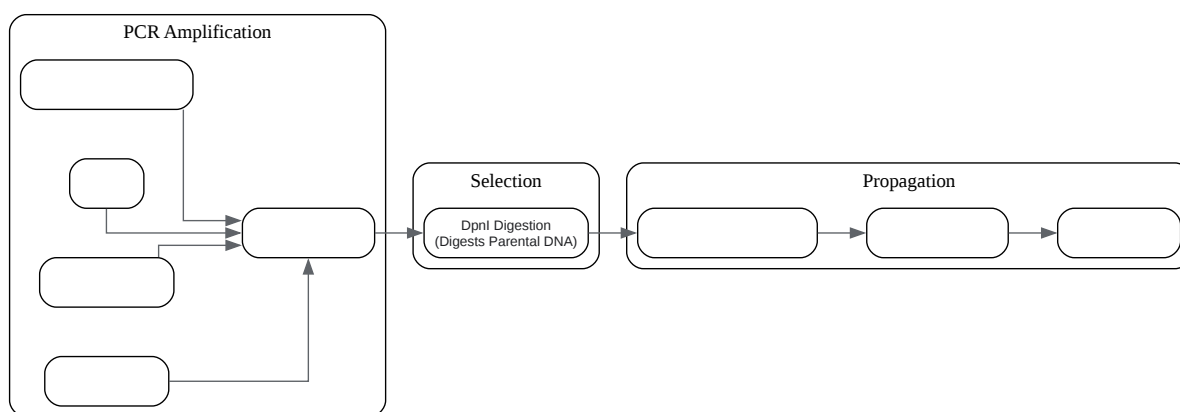 PCR Amplification
Selection
DpnI Digestion
(Digests Parental DNA)
Propagation